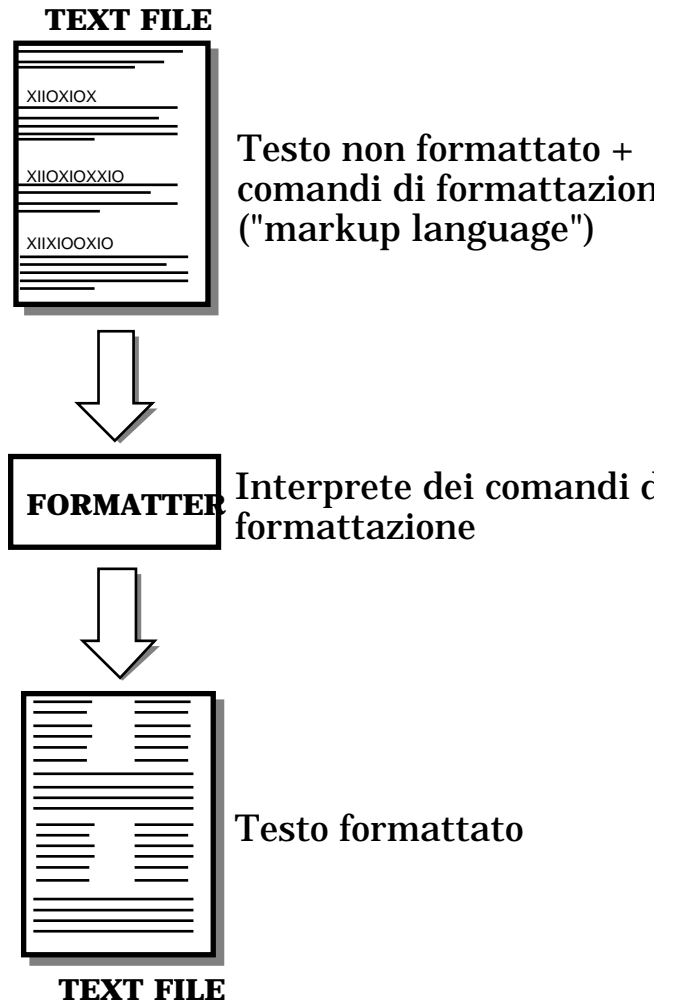 TEXT FILE
XIIOXIOX
XIIOXIOXXIO
XIIXIOOXIO
Testo non formattato +
comandi di formattazion
("markup language")
FORMATTER
Interprete dei comandi d
formattazione
Testo formattato
TEXT FILE